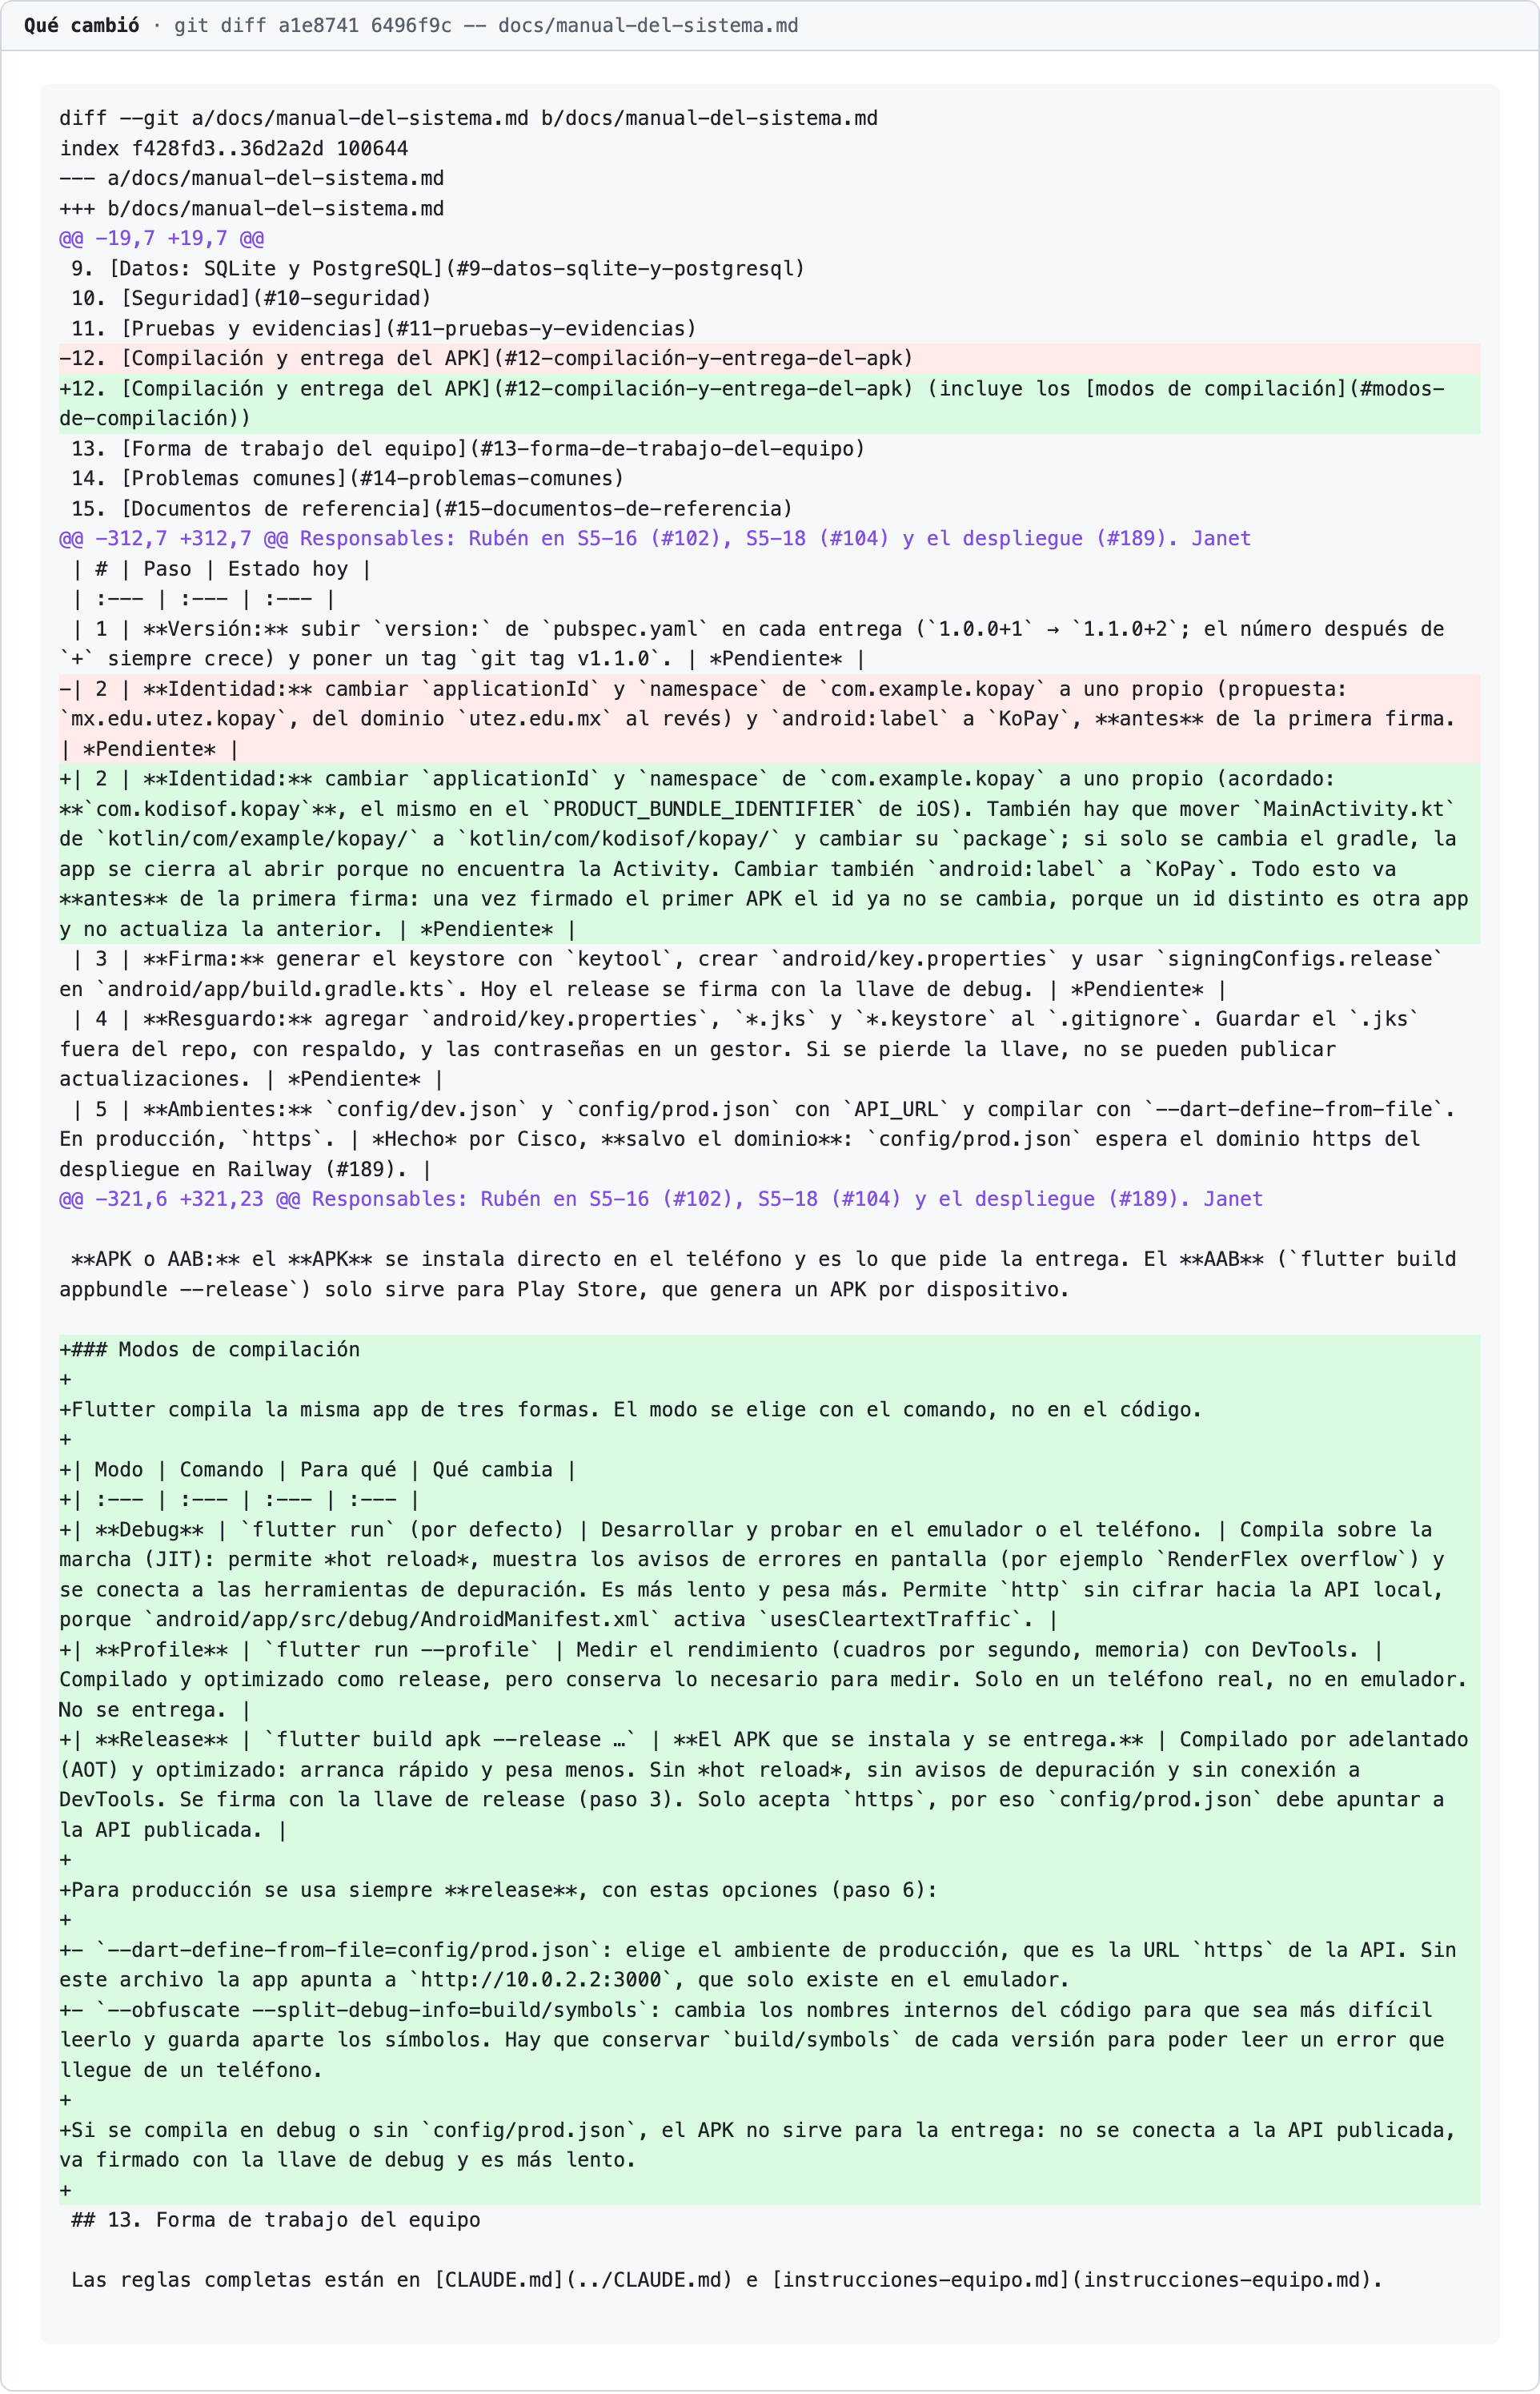 Qué cambió · git diff a1e8741 6496f9c -- docs/manual-del-sistema.md
diff --git a/docs/manual-del-sistema.md b/docs/manual-del-sistema.md
index f428fd3..36d2a2d 100644
--- a/docs/manual-del-sistema.md
+++ b/docs/manual-del-sistema.md
@@ -19,7 +19,7 @@
 9. [Datos: SQLite y PostgreSQL](#9-datos-sqlite-y-postgresql)
 10. [Seguridad](#10-seguridad)
 11. [Pruebas y evidencias](#11-pruebas-y-evidencias)
-12. [Compilación y entrega del APK](#12-compilación-y-entrega-del-apk)
+12. [Compilación y entrega del APK](#12-compilación-y-entrega-del-apk) (incluye los [modos de compilación](#modos-
de-compilación))
 13. [Forma de trabajo del equipo](#13-forma-de-trabajo-del-equipo)
 14. [Problemas comunes](#14-problemas-comunes)
 15. [Documentos de referencia](#15-documentos-de-referencia)
@@ -312,7 +312,7 @@ Responsables: Rubén en S5-16 (#102), S5-18 (#104) y el despliegue (#189). Janet
 | # | Paso | Estado hoy |
 | :--- | :--- | :--- |
 | 1 | **Versión:** subir `version:` de `pubspec.yaml` en cada entrega (`1.0.0+1` → `1.1.0+2`; el número después de
`+` siempre crece) y poner un tag `git tag v1.1.0`. | *Pendiente* |
-| 2 | **Identidad:** cambiar `applicationId` y `namespace` de `com.example.kopay` a uno propio (propuesta:
`mx.edu.utez.kopay`, del dominio `utez.edu.mx` al revés) y `android:label` a `KoPay`, **antes** de la primera firma.
| *Pendiente* |
+| 2 | **Identidad:** cambiar `applicationId` y `namespace` de `com.example.kopay` a uno propio (acordado:
**`com.kodisof.kopay`**, el mismo en el `PRODUCT_BUNDLE_IDENTIFIER` de iOS). También hay que mover `MainActivity.kt`
de `kotlin/com/example/kopay/` a `kotlin/com/kodisof/kopay/` y cambiar su `package`; si solo se cambia el gradle, la
app se cierra al abrir porque no encuentra la Activity. Cambiar también `android:label` a `KoPay`. Todo esto va
**antes** de la primera firma: una vez firmado el primer APK el id ya no se cambia, porque un id distinto es otra app
y no actualiza la anterior. | *Pendiente* |
 | 3 | **Firma:** generar el keystore con `keytool`, crear `android/key.properties` y usar `signingConfigs.release`
en `android/app/build.gradle.kts`. Hoy el release se firma con la llave de debug. | *Pendiente* |
 | 4 | **Resguardo:** agregar `android/key.properties`, `*.jks` y `*.keystore` al `.gitignore`. Guardar el `.jks`
fuera del repo, con respaldo, y las contraseñas en un gestor. Si se pierde la llave, no se pueden publicar
actualizaciones. | *Pendiente* |
 | 5 | **Ambientes:** `config/dev.json` y `config/prod.json` con `API_URL` y compilar con `--dart-define-from-file`.
En producción, `https`. | *Hecho* por Cisco, **salvo el dominio**: `config/prod.json` espera el dominio https del
despliegue en Railway (#189). |
@@ -321,6 +321,23 @@ Responsables: Rubén en S5-16 (#102), S5-18 (#104) y el despliegue (#189). Janet
 **APK o AAB:** el **APK** se instala directo en el teléfono y es lo que pide la entrega. El **AAB** (`flutter build
appbundle --release`) solo sirve para Play Store, que genera un APK por dispositivo.
+### Modos de compilación
+
+Flutter compila la misma app de tres formas. El modo se elige con el comando, no en el código.
+
+| Modo | Comando | Para qué | Qué cambia |
+| :--- | :--- | :--- | :--- |
+| **Debug** | `flutter run` (por defecto) | Desarrollar y probar en el emulador o el teléfono. | Compila sobre la
marcha (JIT): permite *hot reload*, muestra los avisos de errores en pantalla (por ejemplo `RenderFlex overflow`) y
se conecta a las herramientas de depuración. Es más lento y pesa más. Permite `http` sin cifrar hacia la API local,
porque `android/app/src/debug/AndroidManifest.xml` activa `usesCleartextTraffic`. |
+| **Profile** | `flutter run --profile` | Medir el rendimiento (cuadros por segundo, memoria) con DevTools. |
Compilado y optimizado como release, pero conserva lo necesario para medir. Solo en un teléfono real, no en emulador.
No se entrega. |
+| **Release** | `flutter build apk --release …` | **El APK que se instala y se entrega.** | Compilado por adelantado
(AOT) y optimizado: arranca rápido y pesa menos. Sin *hot reload*, sin avisos de depuración y sin conexión a
DevTools. Se firma con la llave de release (paso 3). Solo acepta `https`, por eso `config/prod.json` debe apuntar a
la API publicada. |
+
+Para producción se usa siempre **release**, con estas opciones (paso 6):
+
+- `--dart-define-from-file=config/prod.json`: elige el ambiente de producción, que es la URL `https` de la API. Sin
este archivo la app apunta a `http://10.0.2.2:3000`, que solo existe en el emulador.
+- `--obfuscate --split-debug-info=build/symbols`: cambia los nombres internos del código para que sea más difícil
leerlo y guarda aparte los símbolos. Hay que conservar `build/symbols` de cada versión para poder leer un error que
llegue de un teléfono.
+
+Si se compila en debug o sin `config/prod.json`, el APK no sirve para la entrega: no se conecta a la API publicada,
va firmado con la llave de debug y es más lento.
+
 ## 13. Forma de trabajo del equipo
 Las reglas completas están en [CLAUDE.md](../CLAUDE.md) e [instrucciones-equipo.md](instrucciones-equipo.md).